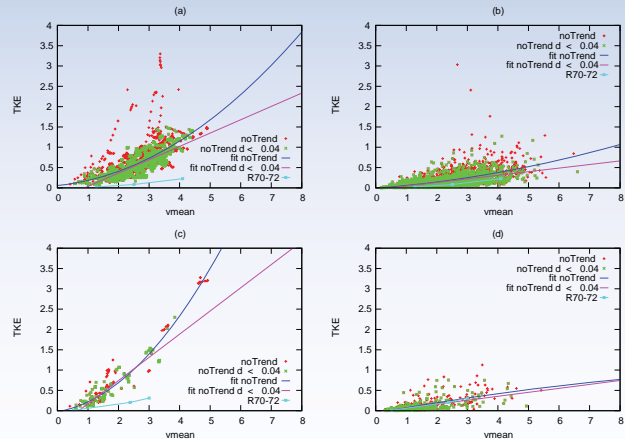 (a)
4
3.5
3
2.5
2
1.5
1
0.5
0
TKE
noTrend
noTrend d < 0.04
fit noTrend
fit noTrend d < 0.04
R70-72
0 1 2 3 4 5 6 7 8
vmean
(b)
4
3.5
3
2.5
2
1.5
1
0.5
0
TKE
noTrend
noTrend d < 0.04
fit noTrend
fit noTrend d < 0.04
R70-72
0 1 2 3 4 5 6 7 8
vmean
(c)
4
3.5
3
2.5
2
1.5
1
0.5
0
TKE
noTrend
noTrend d < 0.04
fit noTrend
fit noTrend d < 0.04
R70-72
0 1 2 3 4 5 6 7 8
vmean
(d)
4
3.5
3
2.5
2
1.5
1
0.5
0
TKE
noTrend
noTrend d < 0.04
fit noTrend
fit noTrend d < 0.04
R70-72
0 1 2 3 4 5 6 7 8
vmean